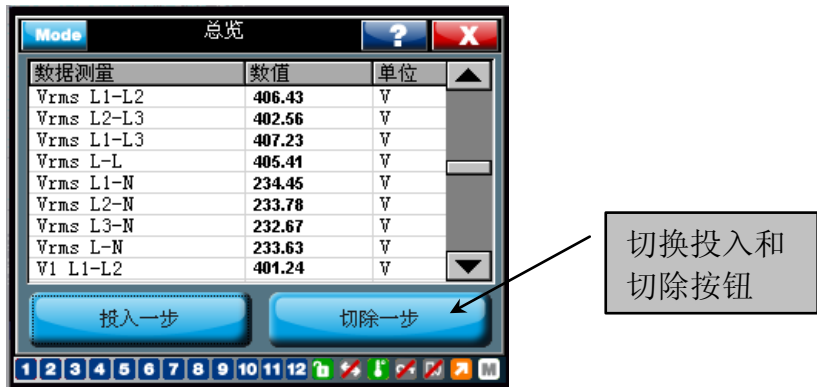 Mode 总览 ? X
数据测量 数值 单位
Vrms L1-L2 406.43 V
Vrms L2-L3 402.56 V
Vrms L1-L3 407.23 V
Vrms L-L 405.41 V
Vrms L1-N 234.45 V
Vrms L2-N 233.78 V
Vrms L3-N 232.67 V
Vrms L-N 233.63 V
V1 L1-L2 401.24 V
投入一步 切除一步
1 2 3 4 5 6 7 8 9 10 11 12 M
切换投入和
切除按钮